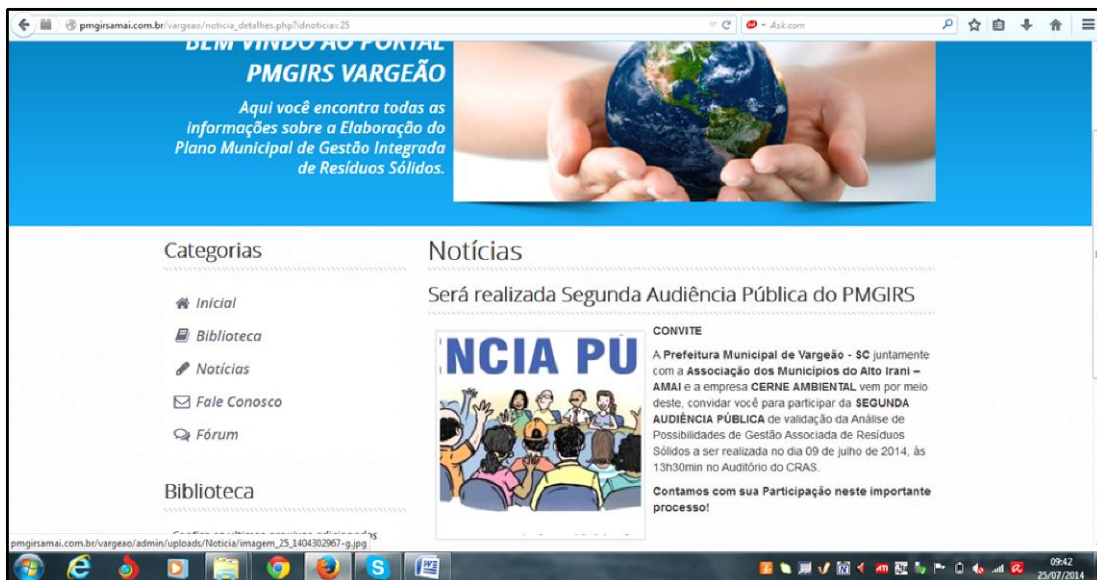 pmgirsamai.com.br/vargeao/noticia_detalhes.php?idnoticia=25
Ask.com
BEM VINDO AO PORTAL
PMGIRS VARGEÃO
Aqui você encontra todas as
informações sobre a Elaboração do
Plano Municipal de Gestão Integrada
de Resíduos Sólidos.
Categorias
Inicial
Biblioteca
Notícias
Fale Conosco
Fórum
Biblioteca
Notícias
Será realizada Segunda Audiência Pública do PMGIRS
NCIA PÚ
CONVITE
A Prefeitura Municipal de Vargeão - SC juntamente
com a Associação dos Municípios do Alto Irani –
AMAI e a empresa CERNE AMBIENTAL vem por meio
deste, convidar você para participar da SEGUNDA
AUDIÊNCIA PÚBLICA de validação da Análise de
Possibilidades de Gestão Associada de Resíduos
Sólidos a ser realizada no dia 09 de julho de 2014, às
13h30min no Auditório do CRAS.
Contamos com sua Participação neste importante
processo!
pmgirsamai.com.br/vargeao/admin/uploads/Noticia/imagem_25_1404302967-g.jpg
09:42
25/07/2014